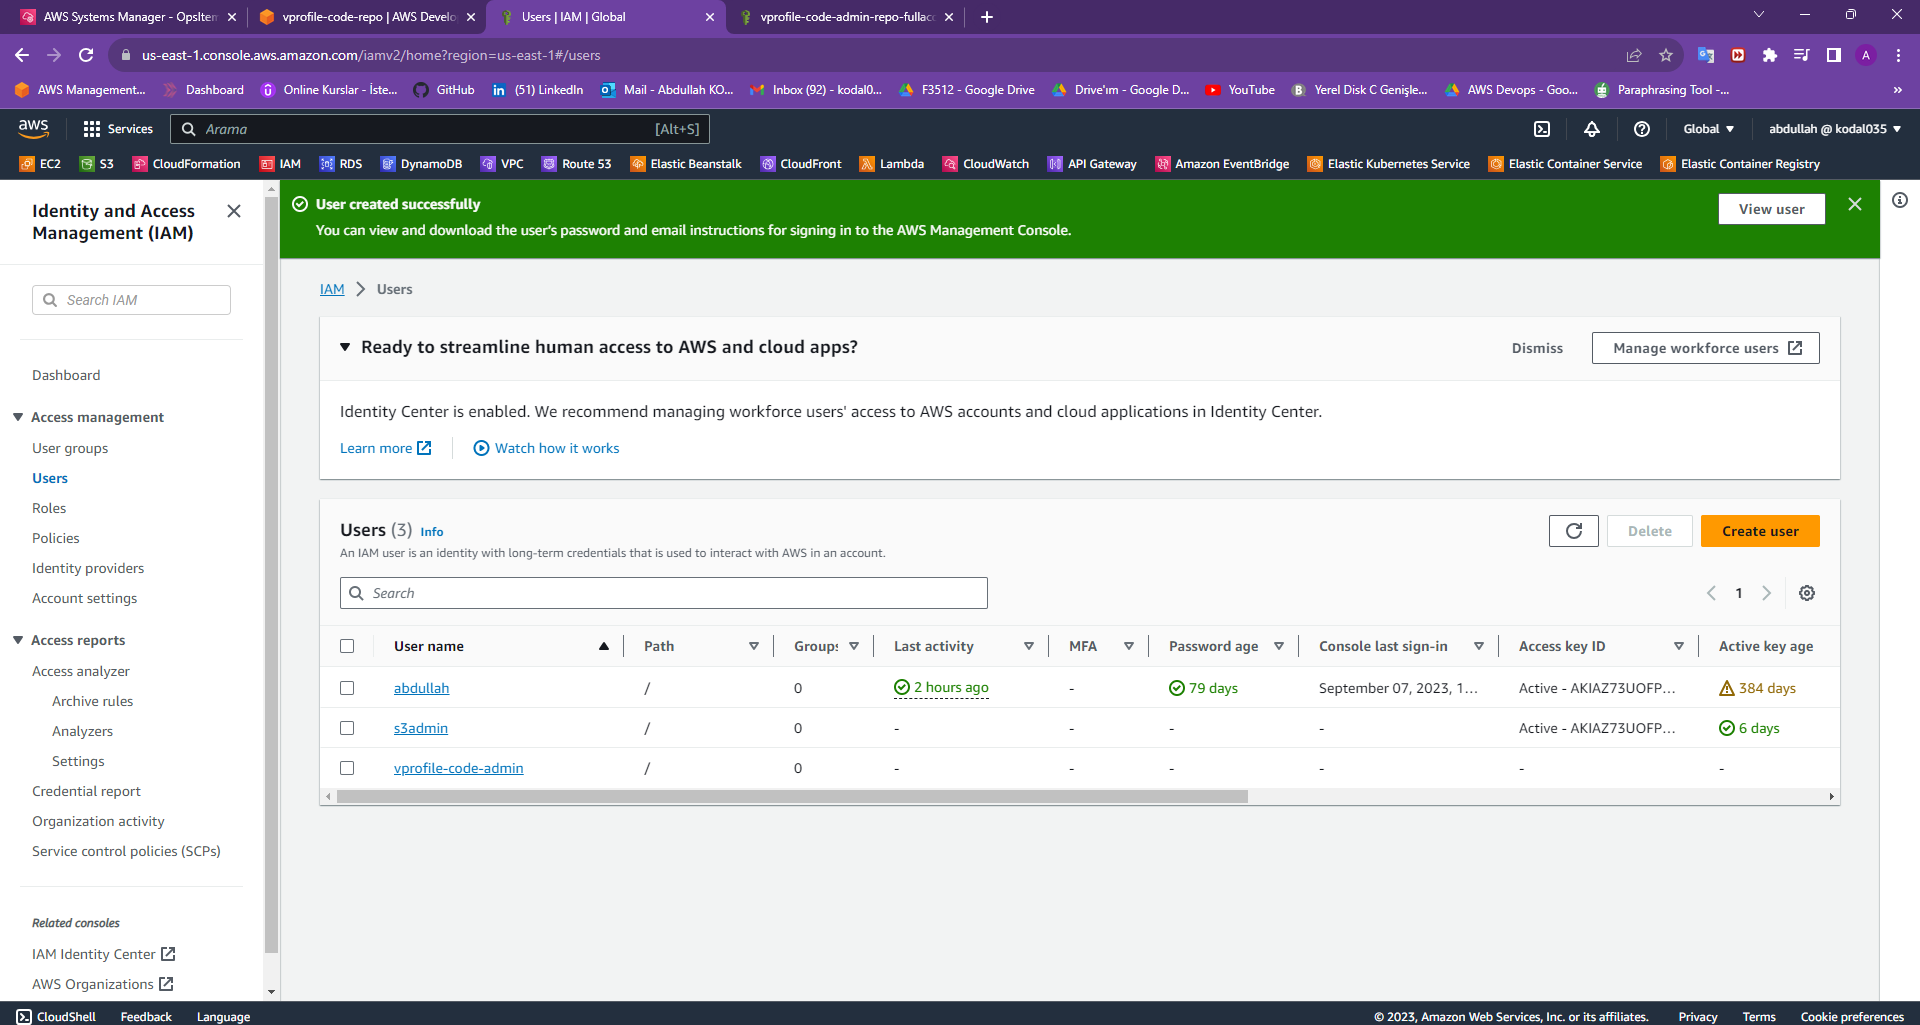 AWS Systems Manager - OpsItem
vprofile-code-repo | AWS Develo
Users | IAM | Global
vprofile-code-admin-repo-fullacc
us-east-1.console.aws.amazon.com/iamv2/home?region=us-east-1#/users
A
AWS Management...
Dashboard
Online Kurslar - İste...
GitHub
(51) LinkedIn
Mail - Abdullah KO...
Inbox (92) - kodal0...
F3512 - Google Drive
Drive'ım - Google D...
YouTube
Yerel Disk C Genişle...
AWS Devops - Goo...
Paraphrasing Tool -...
»
aws
Services
Arama
[Alt+S]
Global
abdullah @ kodal035
EC2
S3
CloudFormation
IAM
RDS
DynamoDB
VPC
Route 53
Elastic Beanstalk
CloudFront
Lambda
CloudWatch
API Gateway
Amazon EventBridge
Elastic Kubernetes Service
Elastic Container Service
Elastic Container Registry
Identity and Access
Management (IAM)
Search IAM
Dashboard
Access management
User groups
Users
Roles
Policies
Identity providers
Account settings
Access reports
Access analyzer
Archive rules
Analyzers
Settings
Credential report
Organization activity
Service control policies (SCPs)
Related consoles
IAM Identity Center
AWS Organizations
User created successfully
You can view and download the user's password and email instructions for signing in to the AWS Management Console.
View user
IAM
Users
Ready to streamline human access to AWS and cloud apps?
Dismiss
Manage workforce users
Identity Center is enabled. We recommend managing workforce users' access to AWS accounts and cloud applications in Identity Center.
Learn more
Watch how it works
Users (3) Info
An IAM user is an identity with long-term credentials that is used to interact with AWS in an account.
Delete
Create user
Search
1
User name Path Groups Last activity MFA Password age Console last sign-in Access key ID Active key age
abdullah / 0 2 hours ago - 79 days September 07, 2023, 1... Active - AKIAZ73UOFP... 384 days
s3admin / 0 - - - - Active - AKIAZ73UOFP... 6 days
vprofile-code-admin / 0 - - - - - -
CloudShell
Feedback
Language
© 2023, Amazon Web Services, Inc. or its affiliates.
Privacy
Terms
Cookie preferences